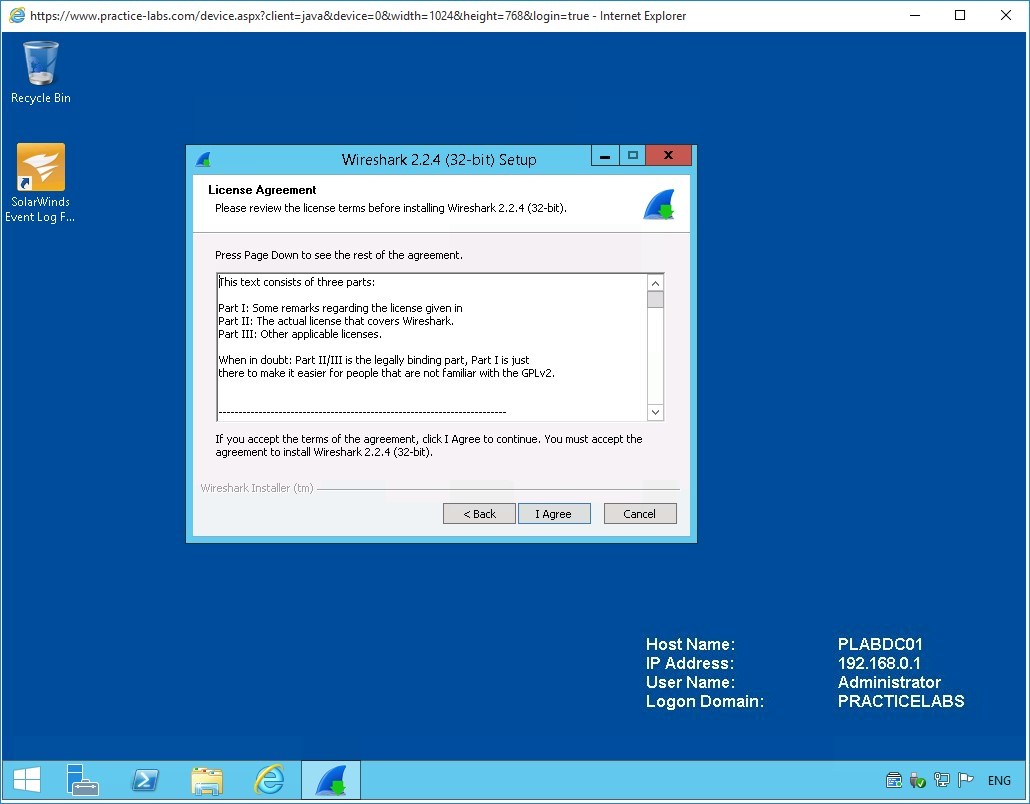 https://www.practice-labs.com/device.aspx?client=java&device=0&width=1024&height=768&login=true - Internet Explorer
Recycle Bin
SolarWinds
Event Log F...
Wireshark 2.2.4 (32-bit) Setup
License Agreement
Please review the license terms before installing Wireshark 2.2.4 (32-bit).
Press Page Down to see the rest of the agreement.
This text consists of three parts:
Part I: Some remarks regarding the license given in
Part II: The actual license that covers Wireshark.
Part III: Other applicable licenses.
When in doubt: Part II/III is the legally binding part, Part I is just
there to make it easier for people that are not familiar with the GPLv2.
------------------------------------------------------------------------
If you accept the terms of the agreement, click I Agree to continue. You must accept the
agreement to install Wireshark 2.2.4 (32-bit).
Wireshark Installer (tm)
< Back
I Agree
Cancel
Host Name: PLABDC01
IP Address: 192.168.0.1
User Name: Administrator
Logon Domain: PRACTICELABS
ENG